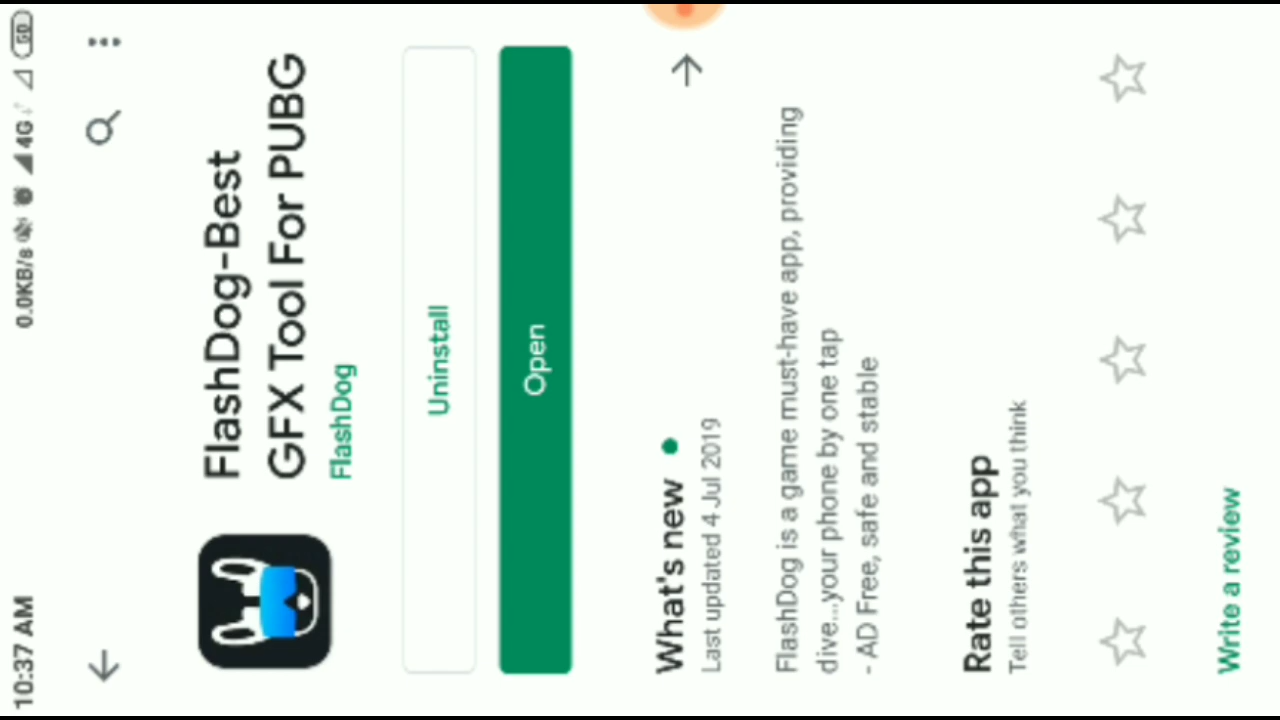 10:37 AM
0.0KB/s
4G
60
FlashDog-Best
GFX Tool For PUBG
FlashDog
Uninstall
Open
What's new
Last updated 4 Jul 2019
FlashDog is a game must-have app, providing
dive...your phone by one tap
- AD Free, safe and stable
Rate this app
Tell others what you think
Write a review